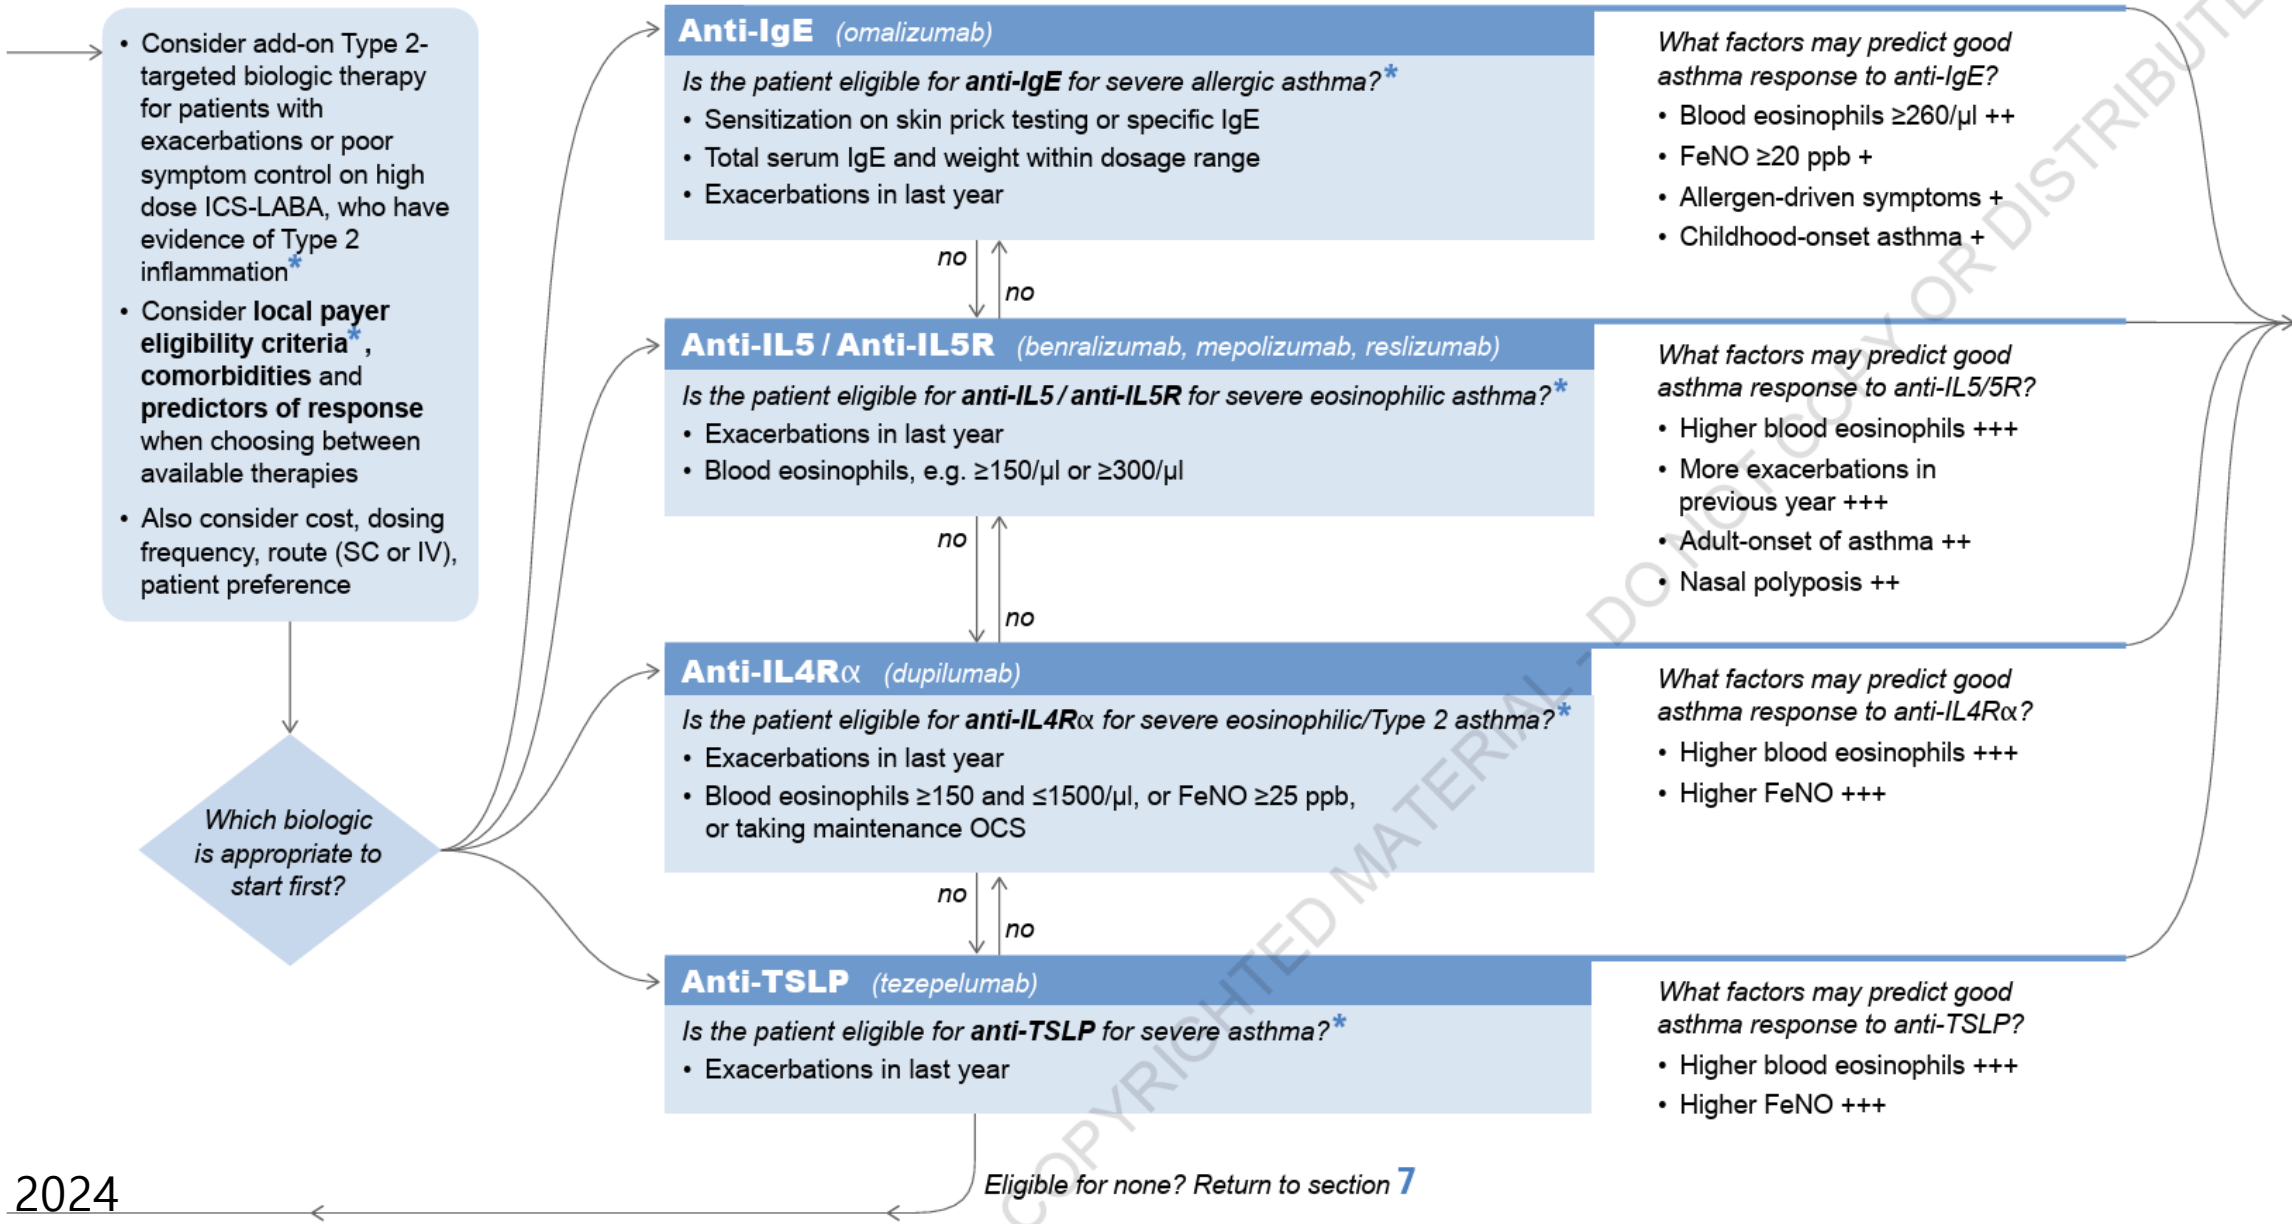 • Consider add-on Type 2-
targeted biologic therapy
for patients with
exacerbations or poor
symptom control on high
dose ICS-LABA, who have
evidence of Type 2
inflammation*
• Consider local payer
eligibility criteria*,
comorbidities and
predictors of response
when choosing between
available therapies
• Also consider cost, dosing
frequency, route (SC or IV),
patient preference
Which biologic
is appropriate to
start first?
Anti-IgE (omalizumab)
Is the patient eligible for anti-IgE for severe allergic asthma?*
• Sensitization on skin prick testing or specific IgE
• Total serum IgE and weight within dosage range
• Exacerbations in last year
What factors may predict good
asthma response to anti-IgE?
• Blood eosinophils ≥260/µl ++
• FeNO ≥20 ppb +
• Allergen-driven symptoms +
• Childhood-onset asthma +
no
no
Anti-IL5 / Anti-IL5R (benralizumab, mepolizumab, reslizumab)
Is the patient eligible for anti-IL5 / anti-IL5R for severe eosinophilic asthma?*
• Exacerbations in last year
• Blood eosinophils, e.g. ≥150/µl or ≥300/µl
What factors may predict good
asthma response to anti-IL5/5R?
• Higher blood eosinophils +++
• More exacerbations in
previous year +++
• Adult-onset of asthma ++
• Nasal polyposis ++
no
no
Anti-IL4Rα (dupilumab)
Is the patient eligible for anti-IL4Rα for severe eosinophilic/Type 2 asthma?*
• Exacerbations in last year
• Blood eosinophils ≥150 and ≤1500/µl, or FeNO ≥25 ppb,
or taking maintenance OCS
What factors may predict good
asthma response to anti-IL4Rα?
• Higher blood eosinophils +++
• Higher FeNO +++
no
no
Anti-TSLP (tezepelumab)
Is the patient eligible for anti-TSLP for severe asthma?*
• Exacerbations in last year
What factors may predict good
asthma response to anti-TSLP?
• Higher blood eosinophils +++
• Higher FeNO +++
Eligible for none? Return to section 7
2024
COPYRIGHTED MATERIAL - DO NOT COPY OR DISTRIBUTE